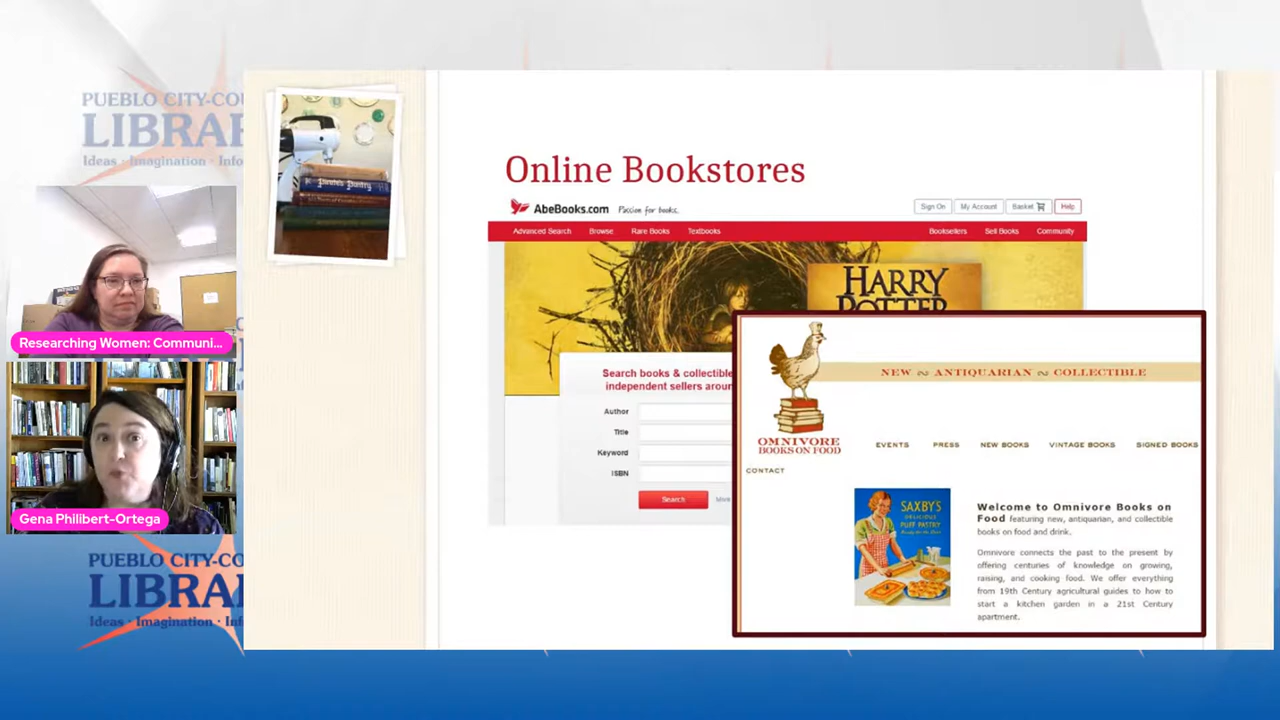 PUEBLO CITY-COU
LIBRA
Ideas · Imagination · Info
Researching Women: Communi...
Gena Philibert-Ortega
PUEBLO CITY-CO
LIBRA
Ideas · Imagination · Info
Online Bookstores
AbeBooks.com Passion for books.
Sign On My Account Basket Help
Advanced Search Browse Rare Books Textbooks Booksellers Sell Books Community
HARRY
POTTER
Search books & collectible
independent sellers aroun
Author
Title
Keyword
ISBN
Search
NEW ~ ANTIQUARIAN ~ COLLECTIBLE
OMNIVORE
BOOKS ON FOOD
EVENTS PRESS NEW BOOKS VINTAGE BOOKS SIGNED BOOKS
CONTACT
SAXBY'S
DELICIOUS
PUFF PASTRY
Welcome to Omnivore Books on
Food featuring new, antiquarian, and collectible
books on food and drink.
Omnivore connects the past to the present by
offering centuries of knowledge on growing,
raising, and cooking food. We offer everything
from 19th Century agricultural guides to how to
start a kitchen garden in a 21st Century
apartment.